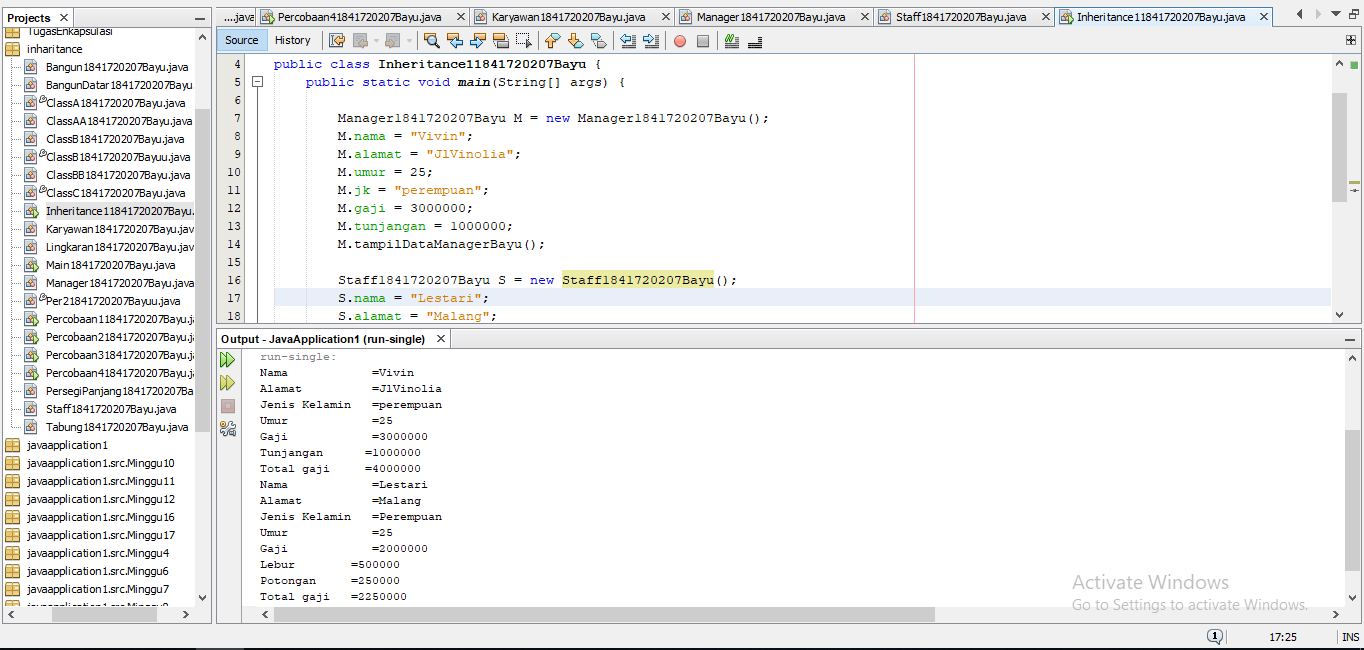 Projects
TugasEnkapsulasi
inharitance
Bangun1841720207Bayu.java
BangunDatar1841720207Bayu
ClassA1841720207Bayu.java
ClassAA1841720207Bayu.java
ClassB1841720207Bayu.java
ClassB1841720207Bayuu.java
ClassBB1841720207Bayu.java
ClassC1841720207Bayu.java
Inheritance11841720207Bayu.
Karyawan1841720207Bayu.jav
Lingkaran1841720207Bayu.jav
Main1841720207Bayu.java
Manager1841720207Bayu.java
Per21841720207Bayuu.java
Percobaan11841720207Bayu.j
Percobaan21841720207Bayu.j
Percobaan31841720207Bayu.j
Percobaan41841720207Bayu.j
PersegiPanjang1841720207Ba
Staff1841720207Bayu.java
Tabung1841720207Bayu.java
javaapplication1
javaapplication1.src.Minggu10
javaapplication1.src.Minggu11
javaapplication1.src.Minggu12
javaapplication1.src.Minggu16
javaapplication1.src.Minggu17
javaapplication1.src.Minggu4
javaapplication1.src.Minggu6
javaapplication1.src.Minggu7
....java Percobaan41841720207Bayu.java Karyawan1841720207Bayu.java Manager1841720207Bayu.java Staff1841720207Bayu.java Inheritance11841720207Bayu.java
Source History
4 public class Inheritance11841720207Bayu {
5 public static void main(String[] args) {
6
7 Manager1841720207Bayu M = new Manager1841720207Bayu();
8 M.nama = "Vivin";
9 M.alamat = "JlVinolia";
10 M.umur = 25;
11 M.jk = "perempuan";
12 M.gaji = 3000000;
13 M.tunjangan = 1000000;
14 M.tampilDataManagerBayu();
15
16 Staff1841720207Bayu S = new Staff1841720207Bayu();
17 S.nama = "Lestari";
18 S.alamat = "Malang";
Output - JavaApplication1 (run-single)
run-single:
Nama =Vivin
Alamat =JlVinolia
Jenis Kelamin =perempuan
Umur =25
Gaji =3000000
Tunjangan =1000000
Total gaji =4000000
Nama =Lestari
Alamat =Malang
Jenis Kelamin =Perempuan
Umur =25
Gaji =2000000
Lebur =500000
Potongan =250000
Total gaji =2250000
Activate Windows
Go to Settings to activate Windows.
1 17:25 INS